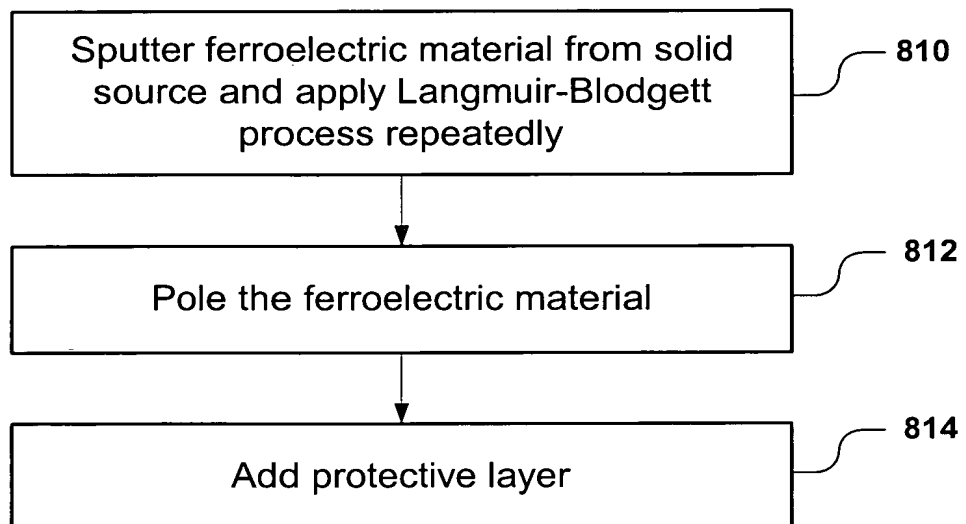 Sputter ferroelectric material from solid
source and apply Langmuir-Blodgett
process repeatedly
810
Pole the ferroelectric material
812
Add protective layer
814